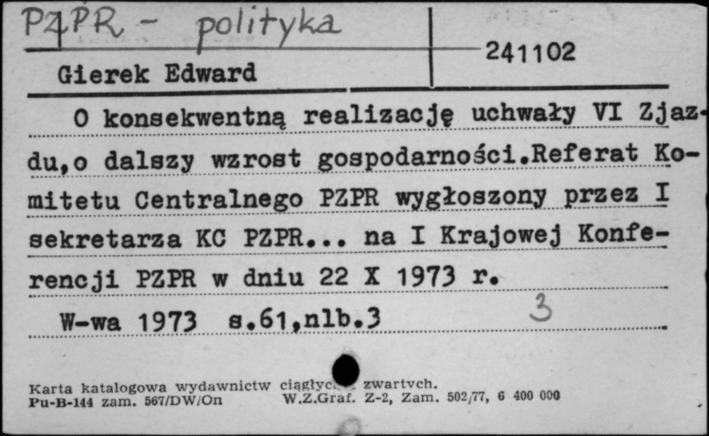 PZPR - polityka
241102
Gierek Edward
O konsekwentną realizację uchwały VI Zjaz-
du,o dalszy wzrost gospodarności.Referat Ko-
mitetu Centralnego PZPR wygłoszony przez I
sekretarza KC PZPR... na I Krajowej Konfe-
rencji PZPR w dniu 22 X 1973 r.
W-wa 1973 s.61,nlb.3
3
Karta katalogowa wydawnictw zwartych.
Pu-B-144 zam. 567/DW/On W.Z.Graf. Z-2, Zam. 502/77, 6 400 000